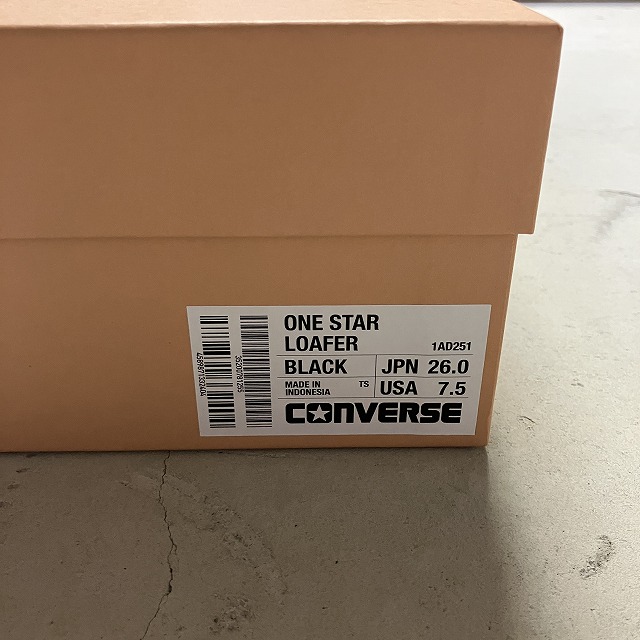 ONE STAR
LOAFER 1AD251
BLACK JPN 26.0
MADE IN
INDONESIA TS USA 7.5
CONVERSE